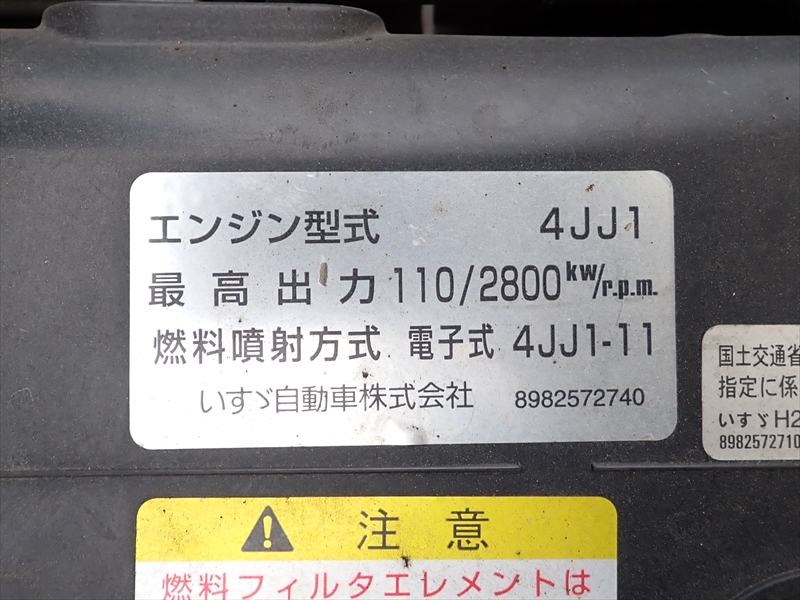 エンジン型式 4JJ1
最高出力 110/2800kW/r.p.m.
燃料噴射方式 電子式 4JJ1-11
いすゞ自動車株式会社 8982572740
国土交通省
指定に係
いすゞH2
8982572710
注意
燃料フィルタエレメントは